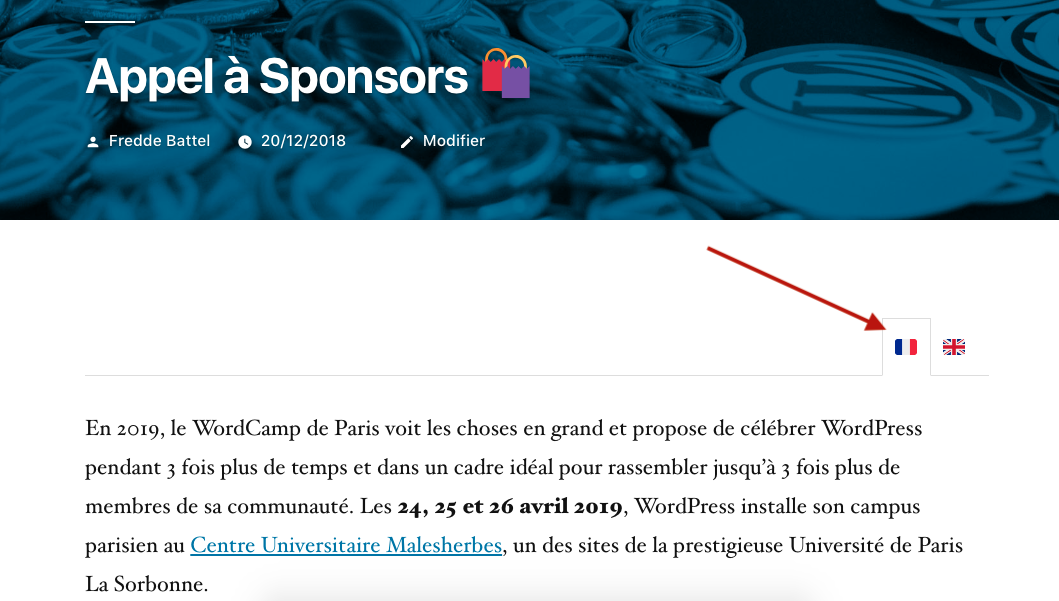 Appel à Sponsors
Fredde Battel 20/12/2018 Modifier
En 2019, le WordCamp de Paris voit les choses en grand et propose de célébrer WordPress
pendant 3 fois plus de temps et dans un cadre idéal pour rassembler jusqu’à 3 fois plus de
membres de sa communauté. Les 24, 25 et 26 avril 2019, WordPress installe son campus
parisien au Centre Universitaire Malesherbes, un des sites de la prestigieuse Université de Paris
La Sorbonne.